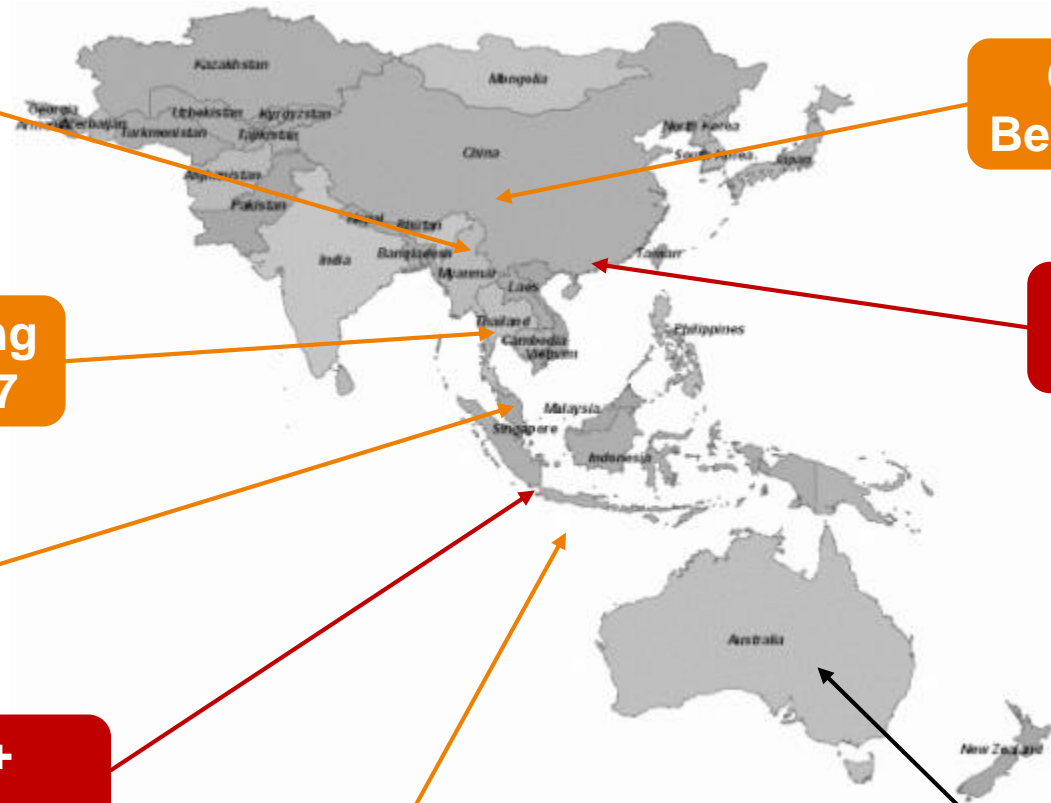 Kazakhstan
Mongolia
Georgia
Uzbekistan
Kyrgyzstan
Azerbaijan
Turkmenistan
Tajikistan
North Korea
South Korea
Japan
China
Afghanistan
Pakistan
Nepal
Bhutan
India
Bangladesh
Taiwan
Myanmar
Laos
Thailand
Cambodia
Vietnam
Philippines
Malaysia
Singapore
Indonesia
Australia
New Zealand
Be
ng
7
+